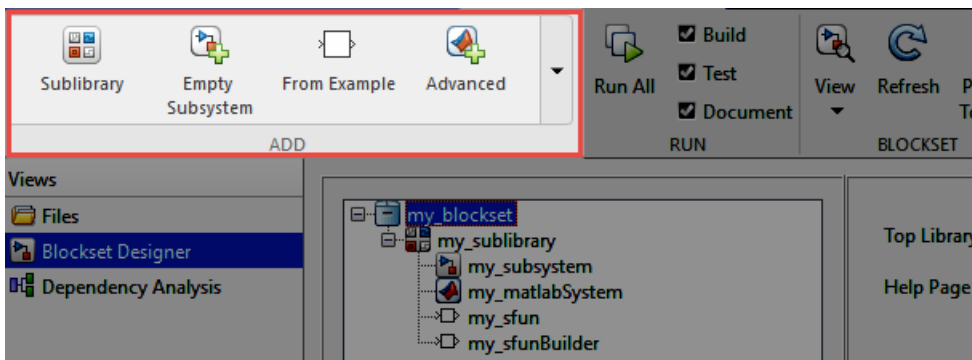 Sublibrary
Empty Subsystem
From Example
Advanced
ADD
Run All
Build
Test
Document
RUN
View
Refresh
BLOCKSET
Views
Files
Blockset Designer
Dependency Analysis
my_blockset
my_sublibrary
my_subsystem
my_matlabSystem
my_sfun
my_sfunBuilder
Top Library
Help Page